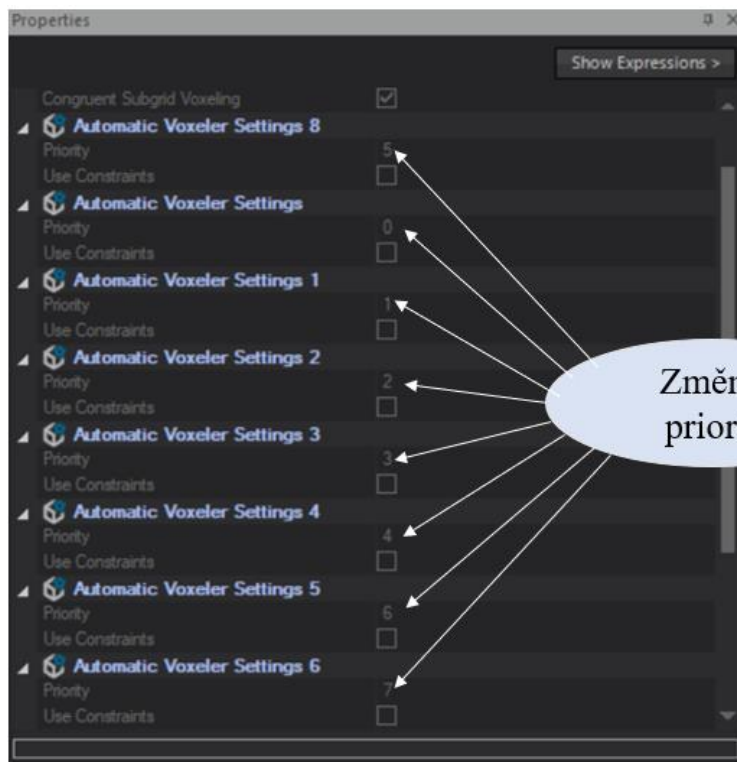 Properties
Show Expressions >
Congruent Subgrid Voxeling
Automatic Voxeler Settings 8
Priority 5
Use Constraints
Automatic Voxeler Settings
Priority 0
Use Constraints
Automatic Voxeler Settings 1
Priority 1
Use Constraints
Automatic Voxeler Settings 2
Priority 2
Use Constraints
Automatic Voxeler Settings 3
Priority 3
Use Constraints
Automatic Voxeler Settings 4
Priority 4
Use Constraints
Automatic Voxeler Settings 5
Priority 6
Use Constraints
Automatic Voxeler Settings 6
Priority 7
Use Constraints
Změn
prior